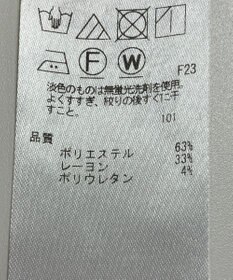 F
W
F23
淡色のものは無蛍光洗剤を使用。
よくすすぎ、絞りの後すぐに干
すこと。
101
品質
ポリエステル 63%
レーヨン 33%
ポリウレタン 4%